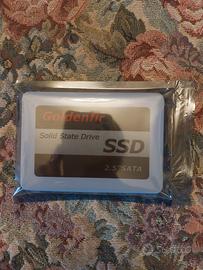 Goldenfir
Solid State Drive
SSD
2.5" SATA